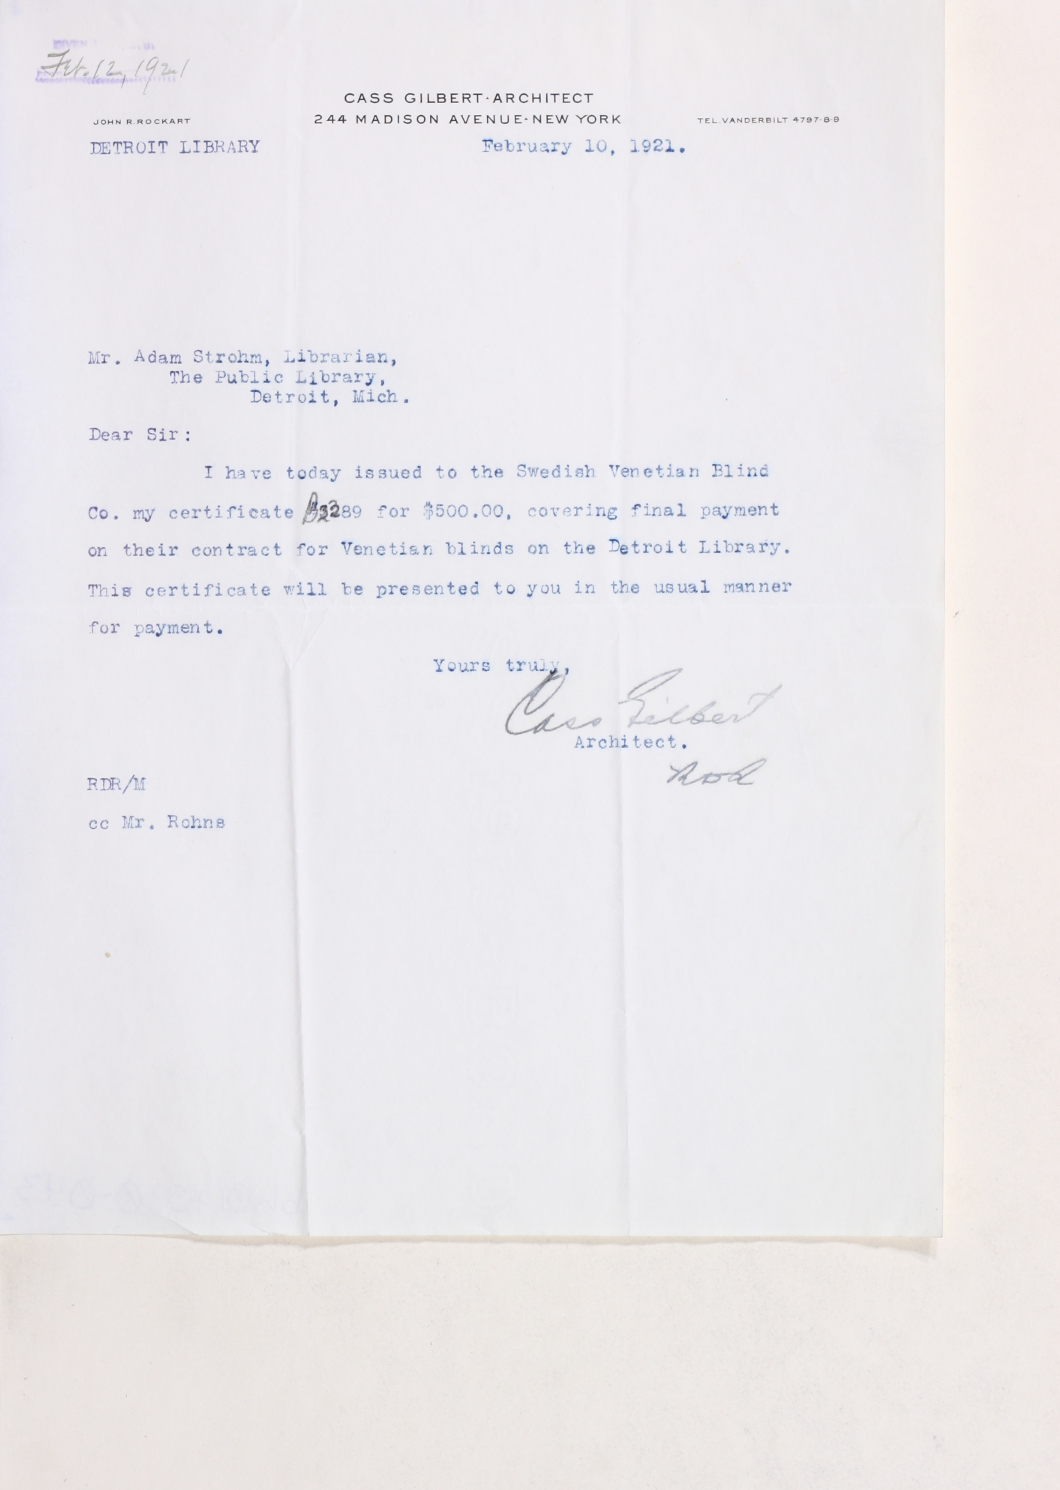 Feb. 12, 1921
CASS GILBERT-ARCHITECT
JOHN R. ROCKART 244 MADISON AVENUE-NEW YORK TEL. VANDERBILT 4797-8-9
DETROIT LIBRARY February 10, 1921.
Mr. Adam Strohm, Librarian,
The Public Library,
Detroit, Mich.
Dear Sir:
I have today issued to the Swedish Venetian Blind
Co. my certificate 289 for $500.00, covering final payment
on their contract for Venetian blinds on the Detroit Library.
This certificate will be presented to you in the usual manner
for payment.
Yours truly,
Cass Gilbert
Architect.
RDR/M
cc Mr. Rohns